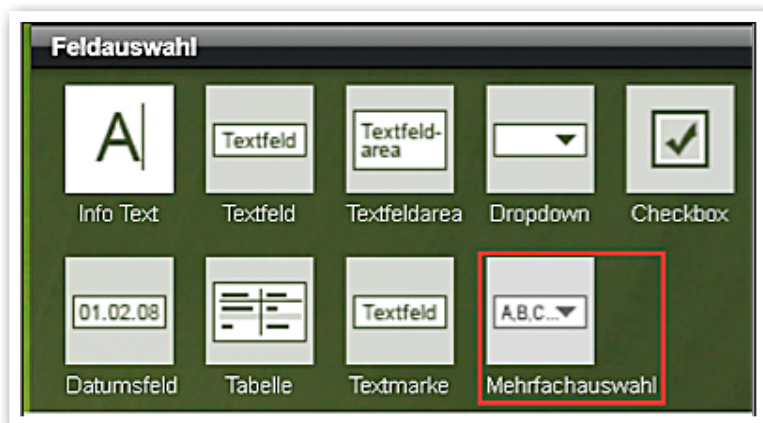 Feldauswahl
A
Textfeld
Textfeld-
area
Info Text
Textfeld
Textfeldarea
Dropdown
Checkbox
01.02.08
Textfeld
A,B,C...
Datumsfeld
Tabelle
Textmarke
Mehrfachauswahl